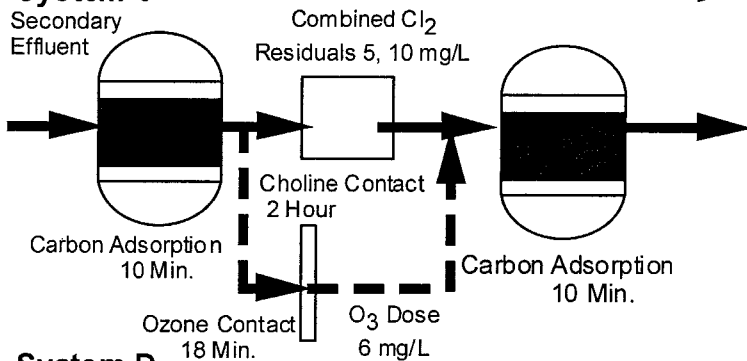 Secondary
Effluent
Combined Cl2
Residuals 5, 10 mg/L
Choline Contact
2 Hour
Carbon Adsorption
10 Min.
Carbon Adsorption
10 Min.
Ozone Contact
18 Min.
O3 Dose
6 mg/L
System D